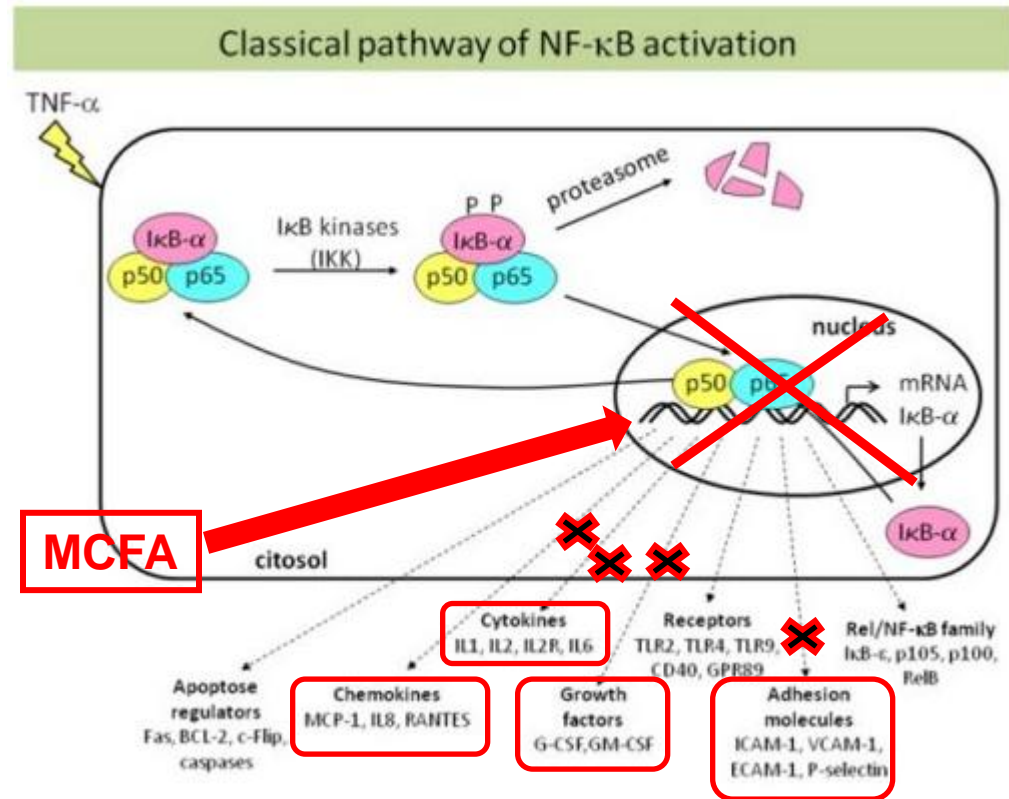 Classical pathway of NF-κB activation
TNF-α
IκB-α
p50
p65
IκB kinases
(IKK)
P P
IκB-α
p50
p65
proteasome
nucleus
p50
p65
mRNA
IκB-α
IκB-α
MCFA
citosol
Cytokines
IL1, IL2, IL2R, IL6
Receptors
TLR2, TLR4, TLR9,
CD40, GPR89
Rel/NF-κB family
IκB-ε, p105, p100,
RelB
Apoptose
regulators
Fas, BCL-2, c-Flip,
caspases
Chemokines
MCP-1, IL8, RANTES
Growth
factors
G-CSF,GM-CSF
Adhesion
molecules
ICAM-1, VCAM-1,
ECAM-1, P-selectin